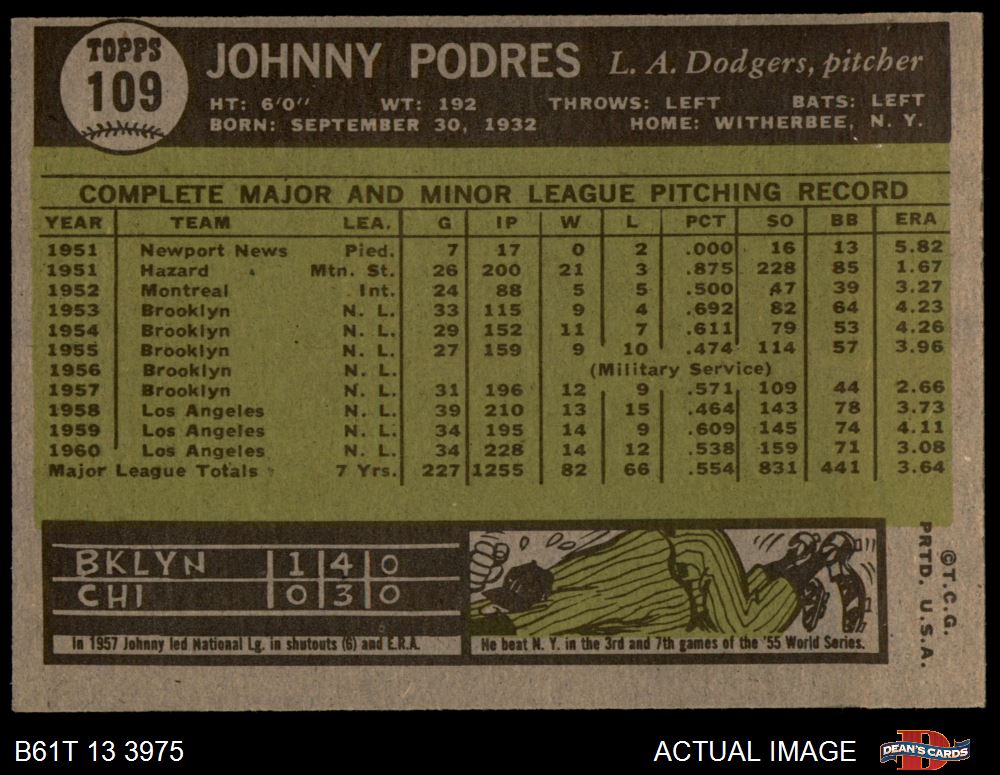 TOPPS
109
JOHNNY PODRES L. A. Dodgers, pitcher
HT: 6'0" WT: 192 THROWS: LEFT BATS: LEFT
BORN: SEPTEMBER 30, 1932 HOME: WITHERBEE, N. Y.
COMPLETE MAJOR AND MINOR LEAGUE PITCHING RECORD
YEAR TEAM LEA. G IP W L PCT SO BB ERA
1951 Newport News Pied. 7 17 0 2 .000 16 13 5.82
1951 Hazard Mtn. St. 26 200 21 3 .875 228 85 1.67
1952 Montreal Int. 24 88 5 5 .500 47 39 3.27
1953 Brooklyn N. L. 33 115 9 4 .692 82 64 4.23
1954 Brooklyn N. L. 29 152 11 7 .611 79 53 4.26
1955 Brooklyn N. L. 27 159 9 10 .474 114 57 3.96
1956 Brooklyn N. L. (Military Service)
1957 Brooklyn N. L. 31 196 12 9 .571 109 44 2.66
1958 Los Angeles N. L. 39 210 13 15 .464 143 78 3.73
1959 Los Angeles N. L. 34 195 14 9 .609 145 74 4.11
1960 Los Angeles N. L. 34 228 14 12 .538 159 71 3.08
Major League Totals 7 Yrs. 227 1255 82 66 .554 831 441 3.64
BKLYN 1 4 0
CHI 0 3 0
In 1957 Johnny led National Lg. in shutouts (6) and E.R.A.
He beat N. Y. in the 3rd and 7th games of the '55 World Series.
©T.C.G.
PRTD. U.S.A.
B61T 13 3975
ACTUAL IMAGE
DEAN'S CARDS